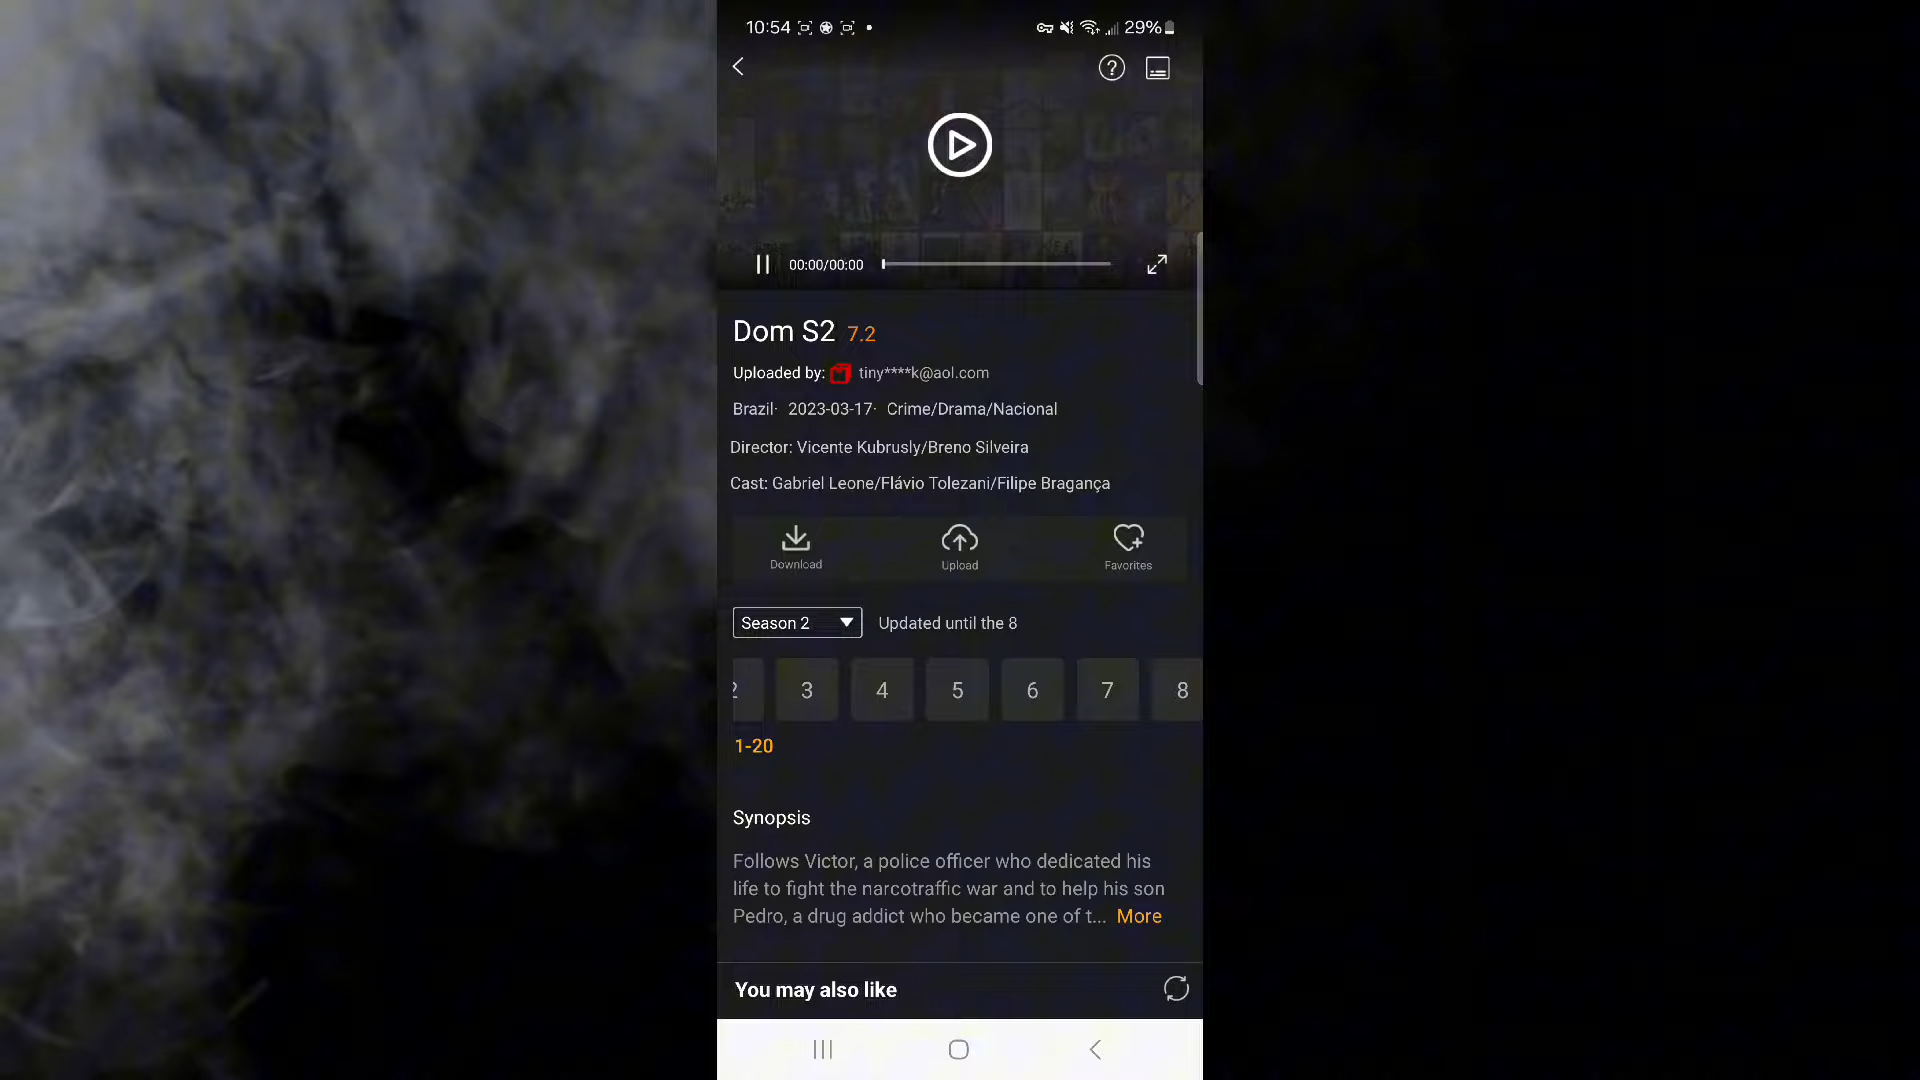 10:54
29%
00:00/00:00
Dom S2 7.2
Uploaded by: tiny****k@aol.com
Brazil· 2023-03-17· Crime/Drama/Nacional
Director: Vicente Kubrusly/Breno Silveira
Cast: Gabriel Leone/Flávio Tolezani/Filipe Bragança
Download Upload Favorites
Season 2 Updated until the 8
2 3 4 5 6 7 8
1-20
Synopsis
Follows Victor, a police officer who dedicated his
life to fight the narcotraffic war and to help his son
Pedro, a drug addict who became one of t... More
You may also like